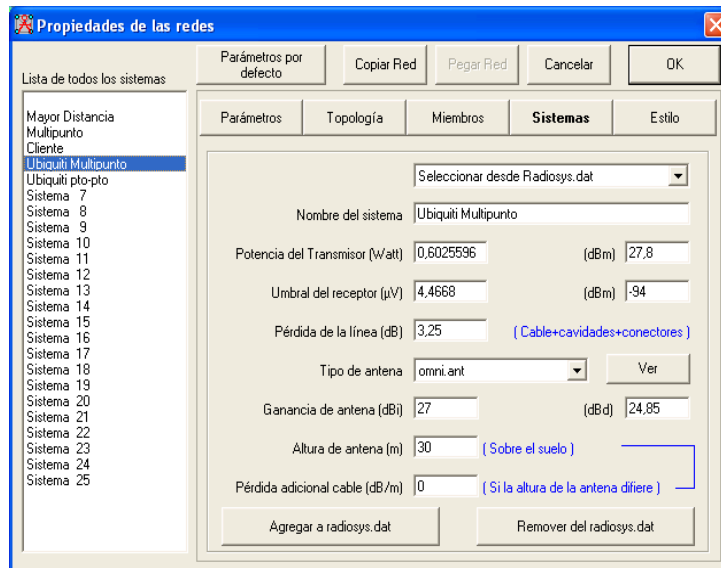 Propiedades de las redes
Parámetros por defecto
Copiar Red
Pegar Red
Cancelar
OK
Lista de todos los sistemas
Mayor Distancia
Multipunto
Cliente
Ubiquiti Multipunto
Ubiquiti pto-pto
Sistema 7
Sistema 8
Sistema 9
Sistema 10
Sistema 11
Sistema 12
Sistema 13
Sistema 14
Sistema 15
Sistema 16
Sistema 17
Sistema 18
Sistema 19
Sistema 20
Sistema 21
Sistema 22
Sistema 23
Sistema 24
Sistema 25
Parámetros
Topología
Miembros
Sistemas
Estilo
Seleccionar desde Radiosys.dat
Nombre del sistema Ubiquiti Multipunto
Potencia del Transmisor (Watt) 0,6025596 (dBm) 27,8
Umbral del receptor (µV) 4,4668 (dBm) -94
Pérdida de la línea (dB) 3,25 ( Cable+cavidades+conectores )
Tipo de antena omni.ant Ver
Ganancia de antena (dBi) 27 (dBd) 24,85
Altura de antena (m) 30 ( Sobre el suelo )
Pérdida adicional cable (dB/m) 0 ( Si la altura de la antena difiere )
Agregar a radiosys.dat
Remover del radiosys.dat